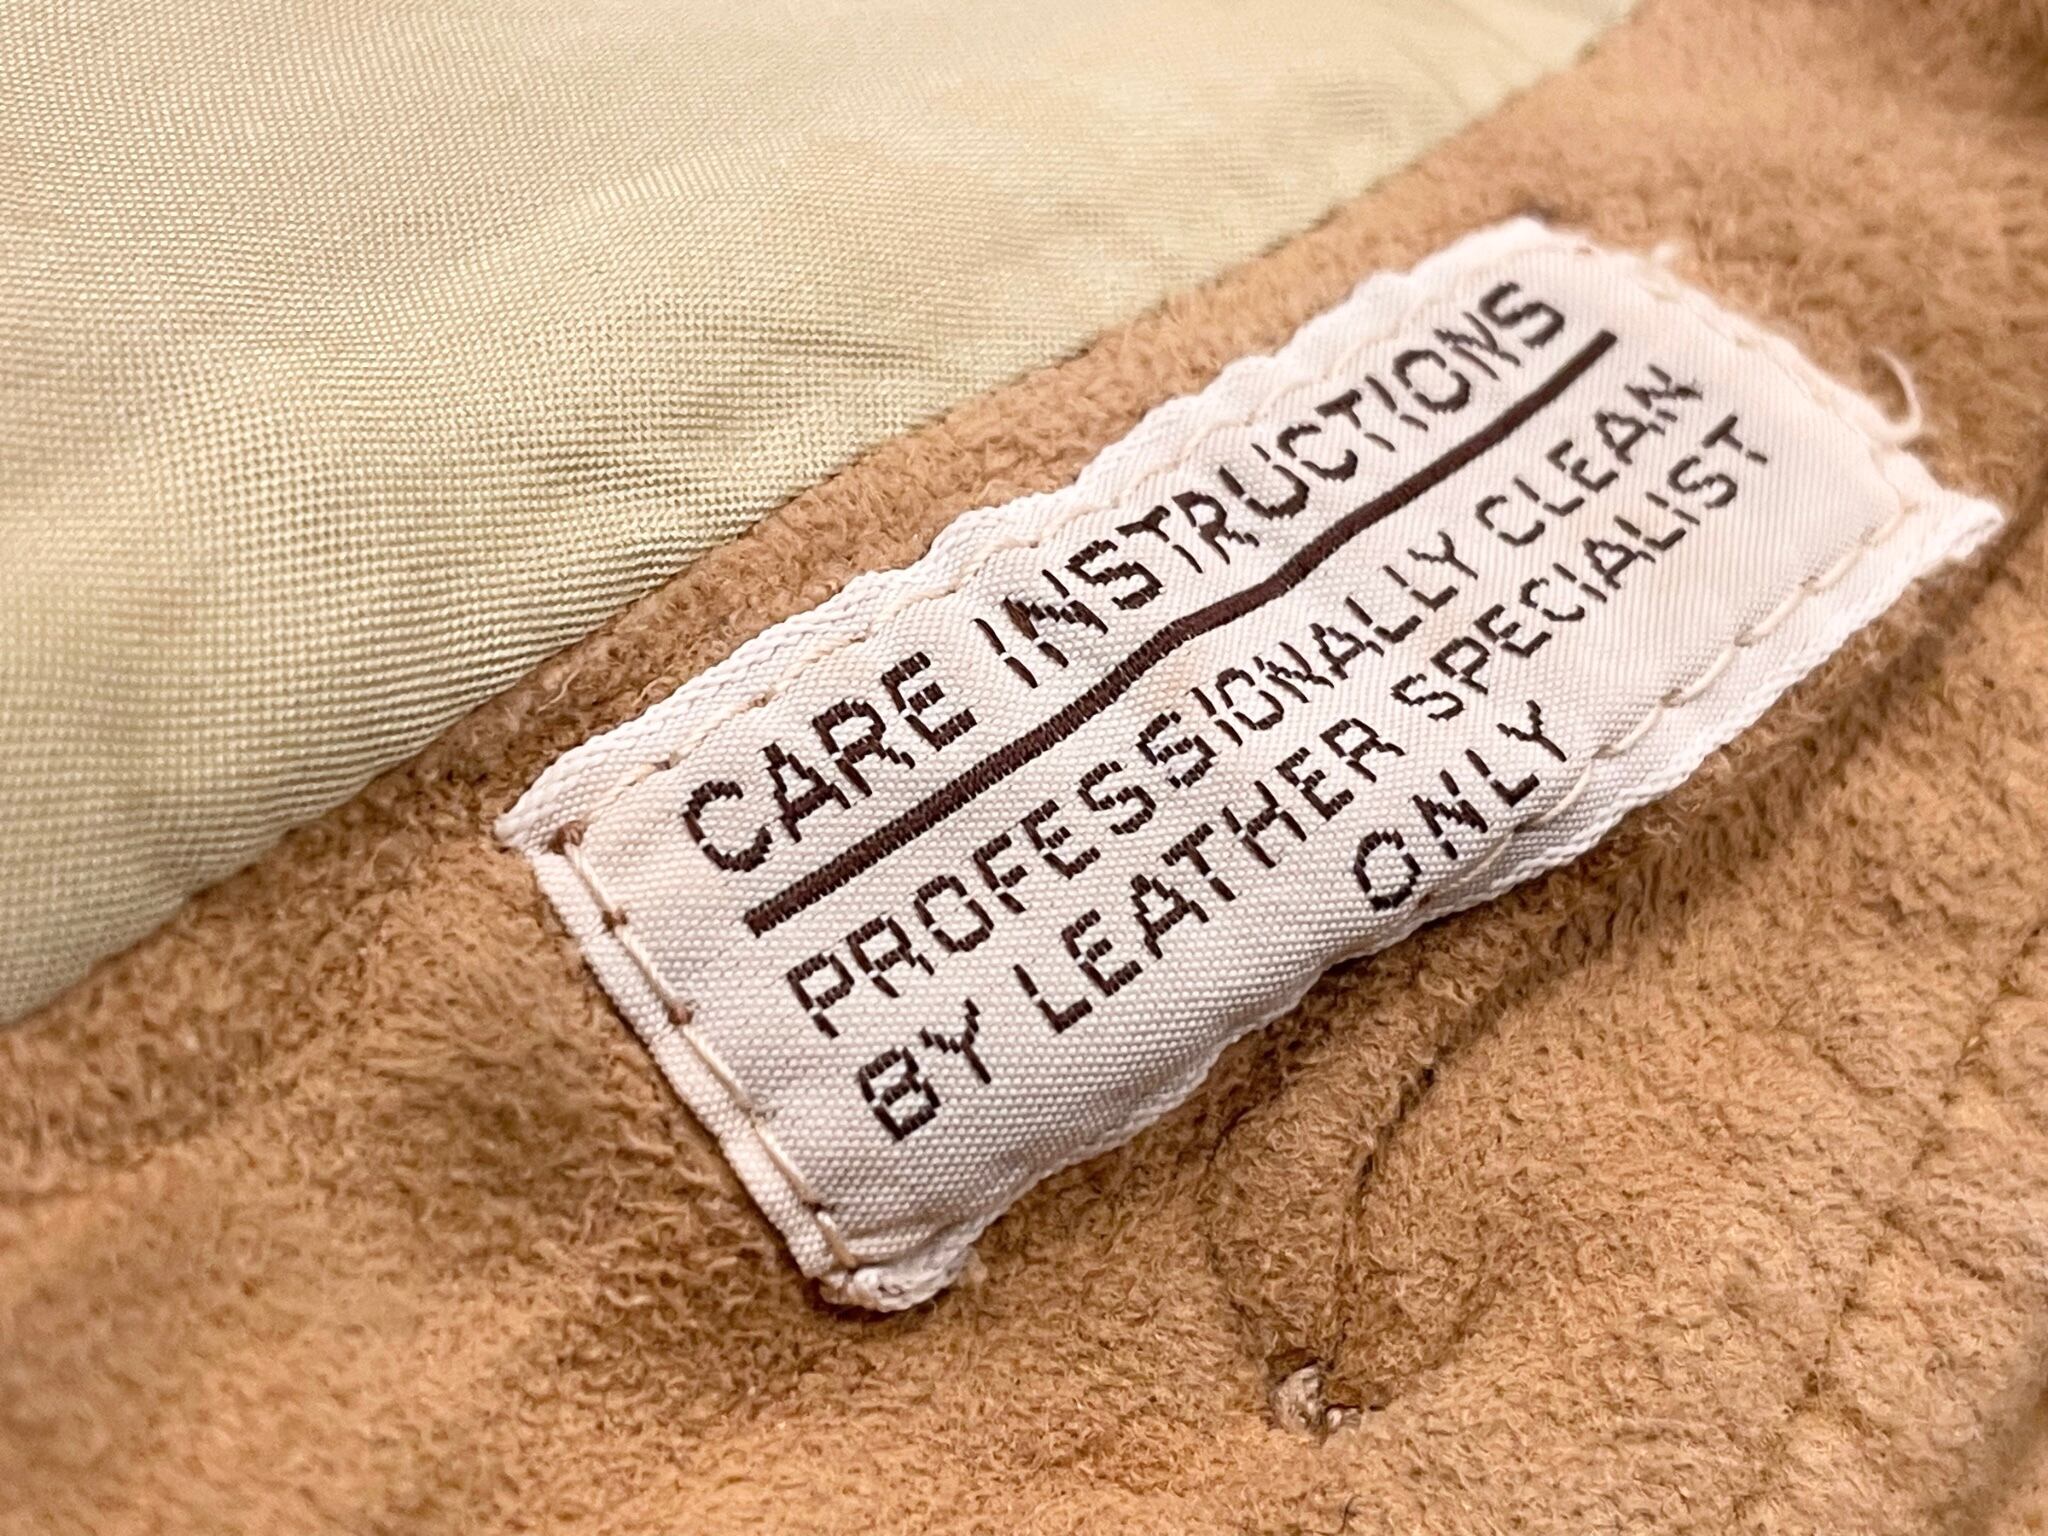 CARE INSTRUCTIONS
PROFESSIONALLY CLEAN
BY LEATHER SPECIALIST
ONLY